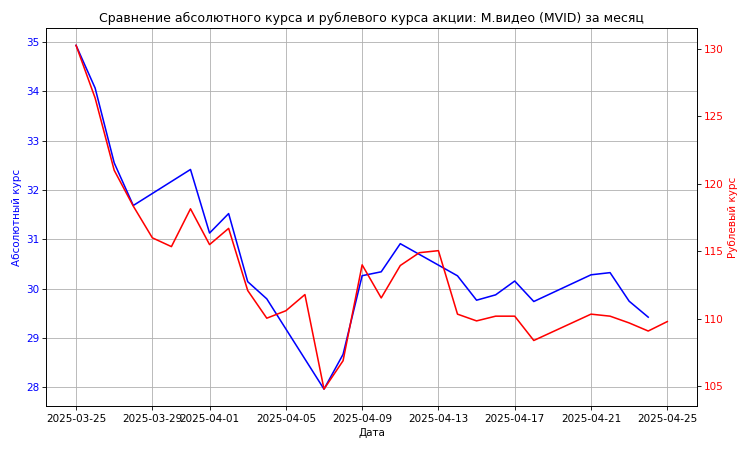 Сравнение абсолютного курса и рублевого курса акции: М.видео (MVID) за месяц
Абсолютный курс
35
34
33
32
31
30
29
28
130
125
120
115
110
105
Рублевый курс
2025-03-25 2025-03-29 2025-04-01 2025-04-05 2025-04-09 2025-04-13 2025-04-17 2025-04-21 2025-04-25
Дата